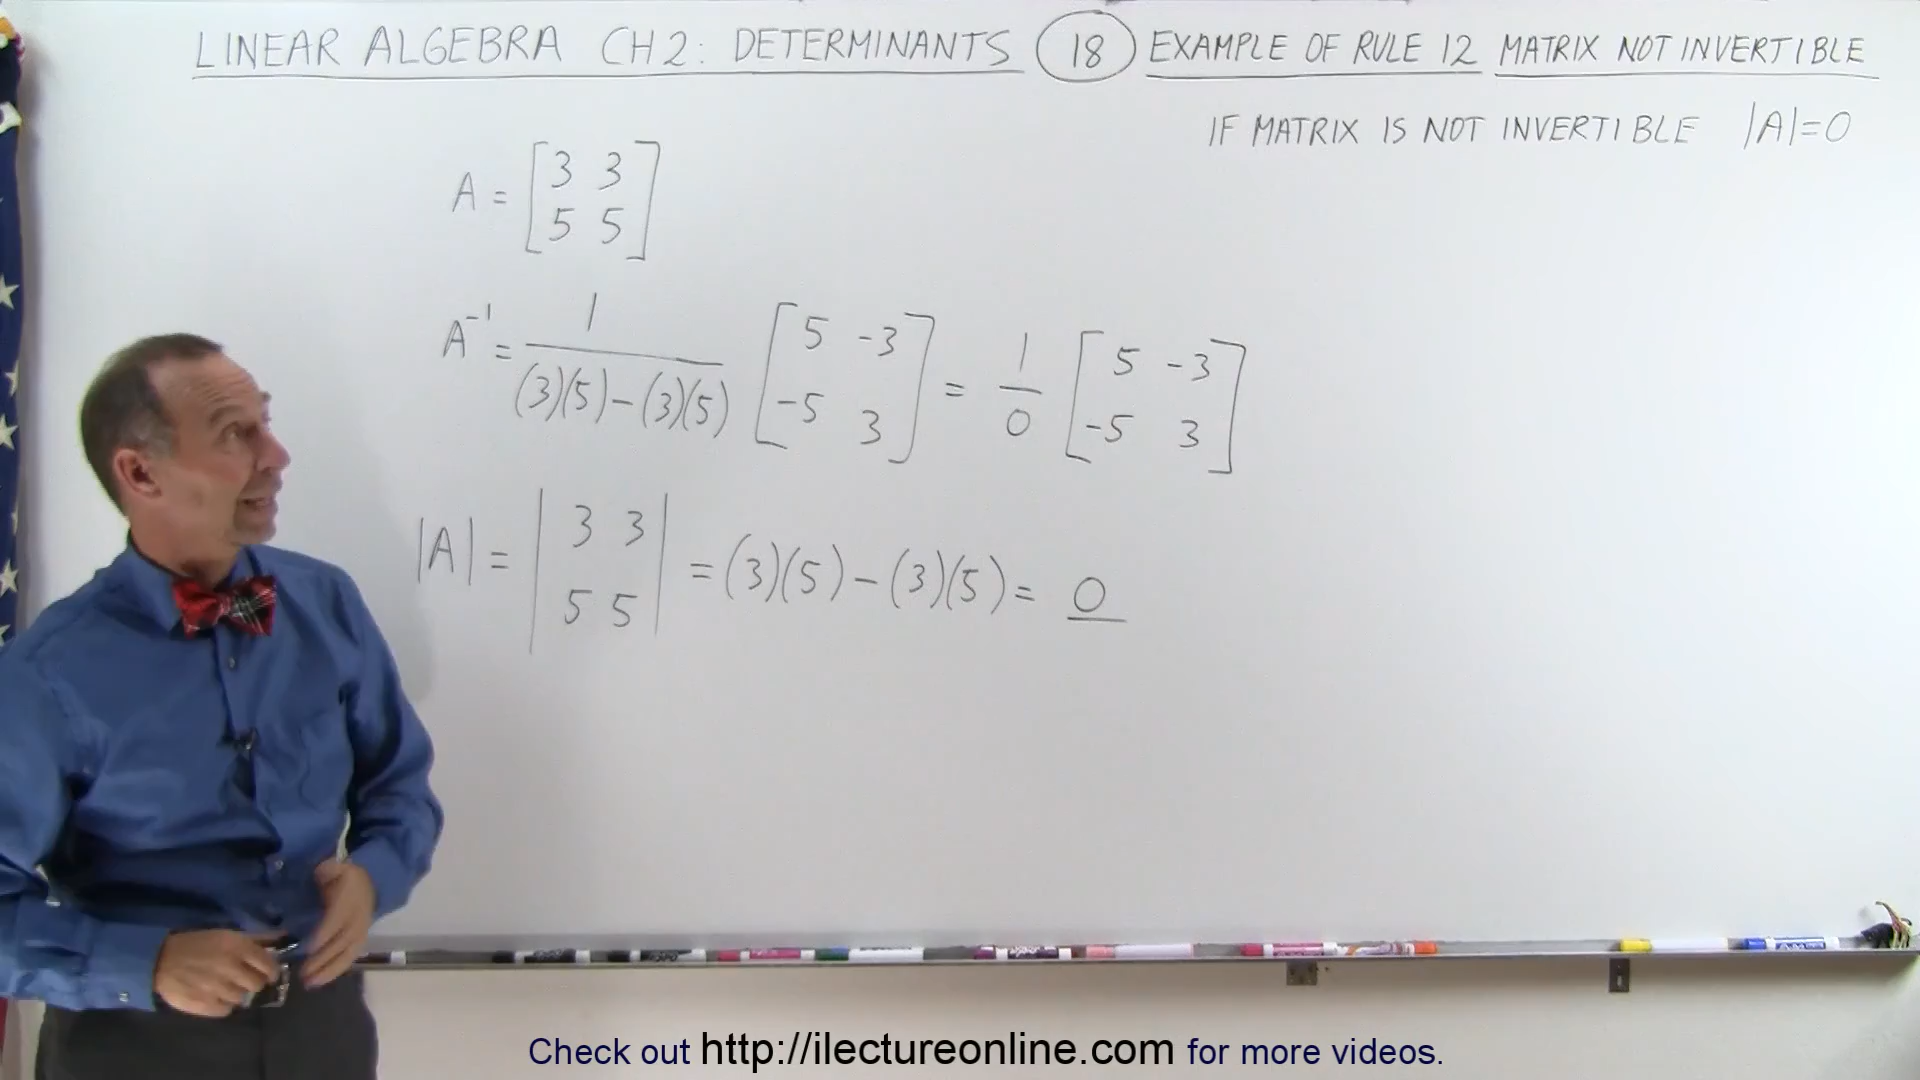 LINEAR ALGEBRA CH 2: DETERMINANTS (18) EXAMPLE OF RULE 12 MATRIX NOT INVERTIBLE
IF MATRIX IS NOT INVERTIBLE |A|=0
A = [3 3
5 5]
A⁻¹ = 1/((3)(5)-(3)(5)) [5 -3
-5 3] = 1/0 [5 -3
-5 3]
|A| = |3 3
5 5| = (3)(5)-(3)(5) = 0
Check out http://ilectureonline.com for more videos.